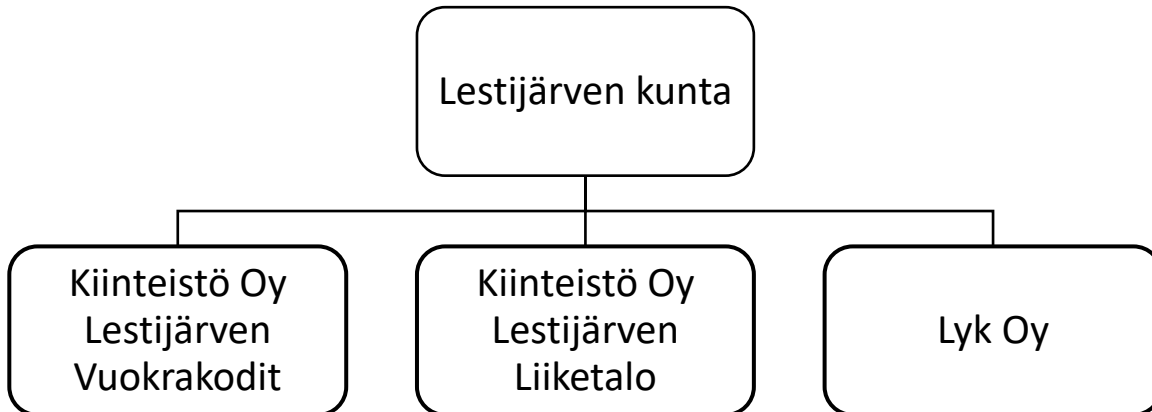 Lestijärven kunta
Kiinteistö Oy
Lestijärven
Vuokrakodit
Kiinteistö Oy
Lestijärven
Liiketalo
Lyk Oy